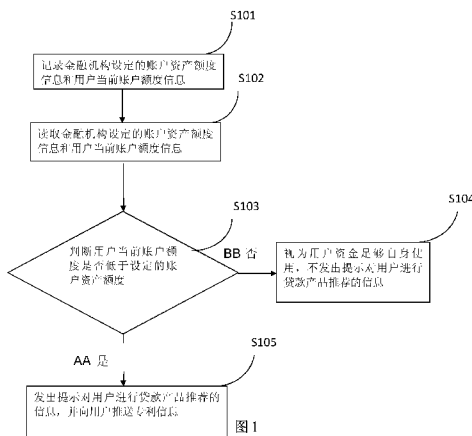 S101
记录金融机构设定的账户资产额度
信息和用户当前账户额度信息
S102
读取金融机构设定的账户资产额度
信息和用户当前账户额度信息
S103
判断用户当前账户额
度是否低于设定的账
户资产额度
BB 否
S104
视为用户资金足够自身使
用，不发出提示对用户进行
贷款产品推荐的信息
AA 是
S105
发出提示对用户进行贷款产品推荐的
信息，并向用户推送专利信息
图1